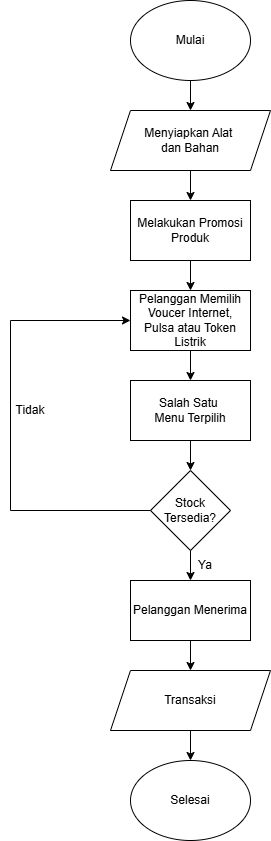 Mulai
Menyiapkan Alat
dan Bahan
Melakukan Promosi
Produk
Pelanggan Memilih
Voucer Internet,
Pulsa atau Token
Listrik
Salah Satu
Menu Terpilih
Tidak
Stock
Tersedia?
Ya
Pelanggan Menerima
Transaksi
Selesai